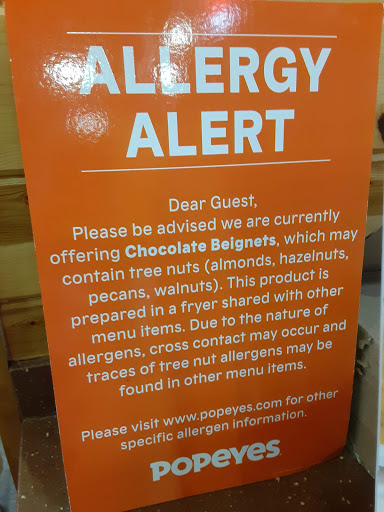 ALLERGY
ALERT
Dear Guest,
Please be advised we are currently
offering Chocolate Beignets, which may
contain tree nuts (almonds, hazelnuts,
pecans, walnuts). This product is
prepared in a fryer shared with other
menu items. Due to the nature of
allergens, cross contact may occur and
traces of tree nut allergens may be
found in other menu items.
Please visit www.popeyes.com for other
specific allergen information.
POPEYES